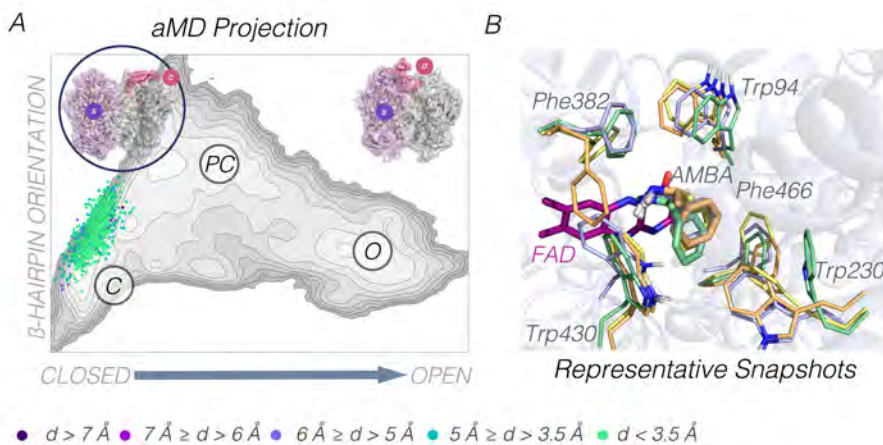 A
aMD Projection
ß-HAIRPIN ORIENTATION
PC
O
C
CLOSED
OPEN
B
Phe382
Trp94
AMBA
Phe466
FAD
Trp230
Trp430
Representative Snapshots
d > 7 Å
7 Å ≥ d > 6 Å
6 Å ≥ d > 5 Å
5 Å ≥ d > 3.5 Å
d < 3.5 Å